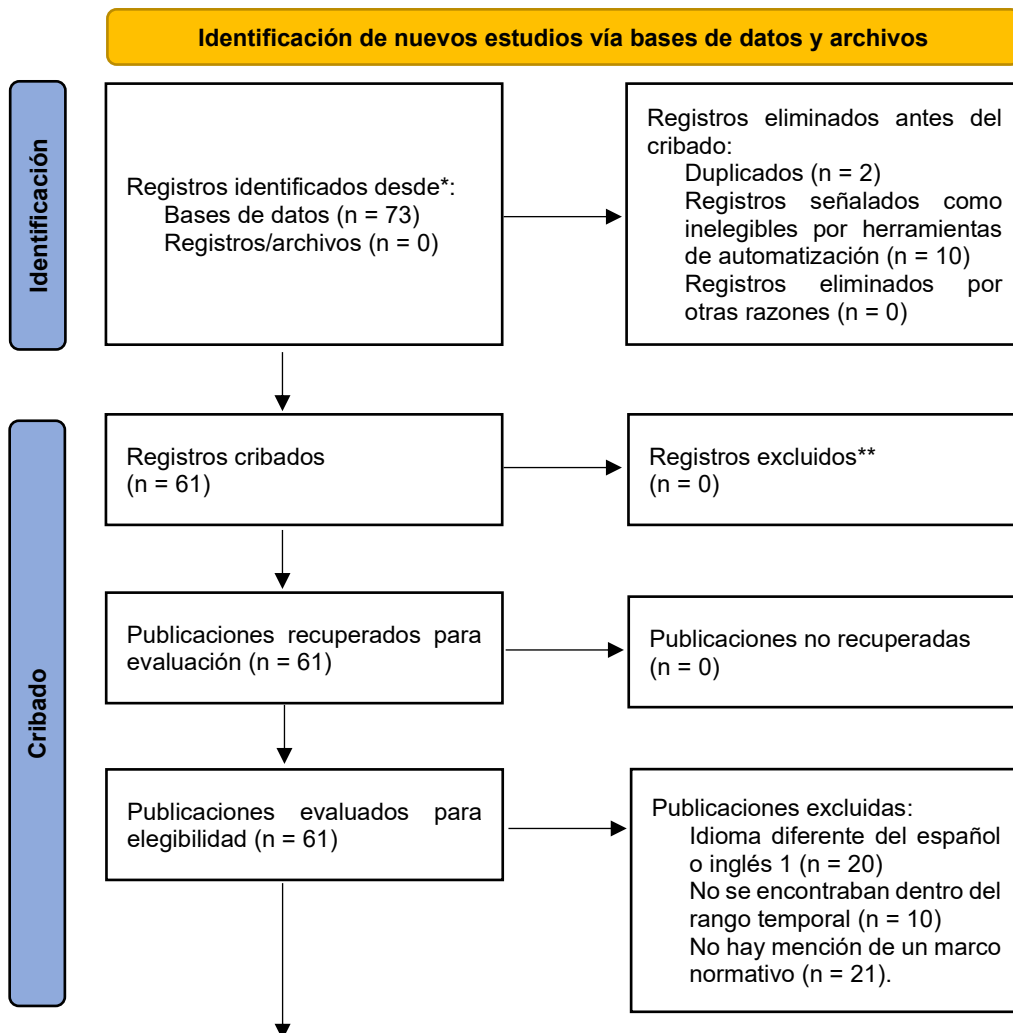 Identificación de nuevos estudios vía bases de datos y archivos
Identificación
Registros identificados desde*:
Bases de datos (n = 73)
Registros/archivos (n = 0)
Registros eliminados antes del
cribado:
Duplicados (n = 2)
Registros señalados como
inelegibles por herramientas
de automatización (n = 10)
Registros eliminados por
otras razones (n = 0)
Cribado
Registros cribados
(n = 61)
Registros excluidos**
(n = 0)
Publicaciones recuperados para
evaluación (n = 61)
Publicaciones no recuperadas
(n = 0)
Publicaciones evaluados para
elegibilidad (n = 61)
Publicaciones excluidas:
Idioma diferente del español
o inglés 1 (n = 20)
No se encontraban dentro del
rango temporal (n = 10)
No hay mención de un marco
normativo (n = 21).